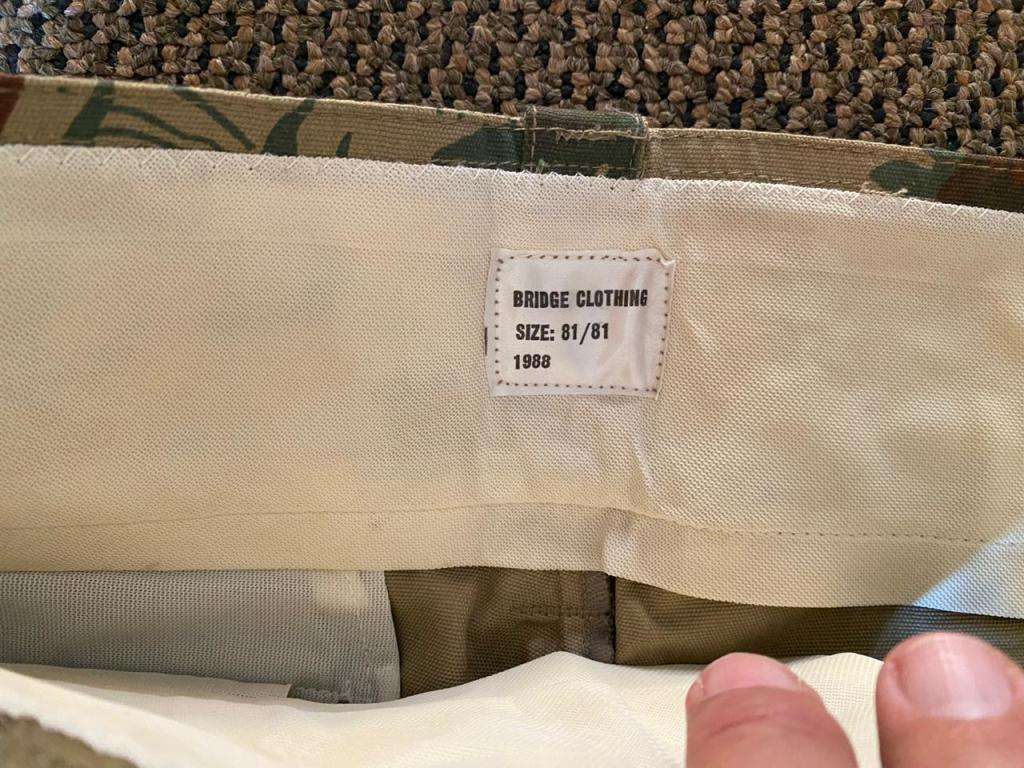 BRIDGE CLOTHING
SIZE: 81/81
1988